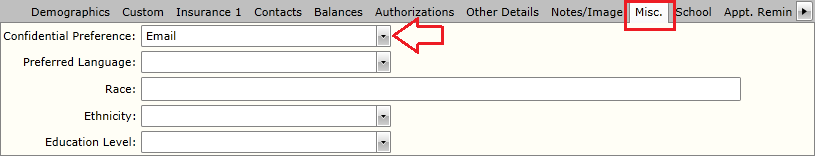 Demographics Custom Insurance 1 Contacts Balances Authorizations Other Details Notes/Image Misc. School Appt. Remin
Confidential Preference: Email
Preferred Language:
Race:
Ethnicity:
Education Level: